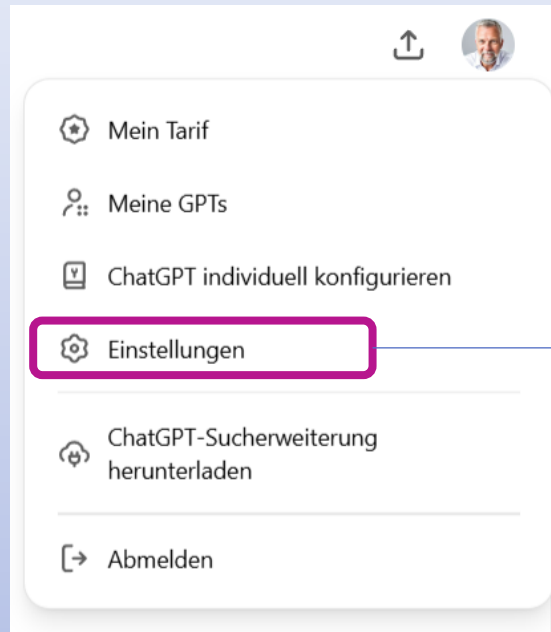 Mein Tarif
Meine GPTs
ChatGPT individuell konfigurieren
Einstellungen
ChatGPT-Sucherweiterung
herunterladen
Abmelden